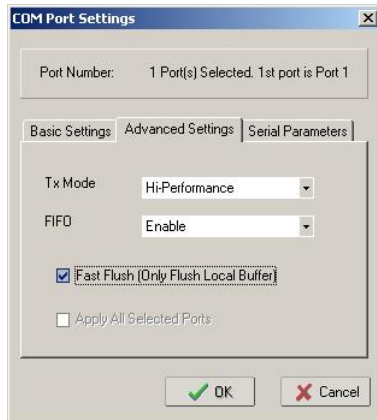 COM Port Settings
Port Number: 1 Port(s) Selected. 1st port is Port 1
Basic Settings Advanced Settings Serial Parameters
Tx Mode Hi-Performance
FIFO Enable
Fast Flush (Only Flush Local Buffer)
Apply All Selected Ports
OK Cancel